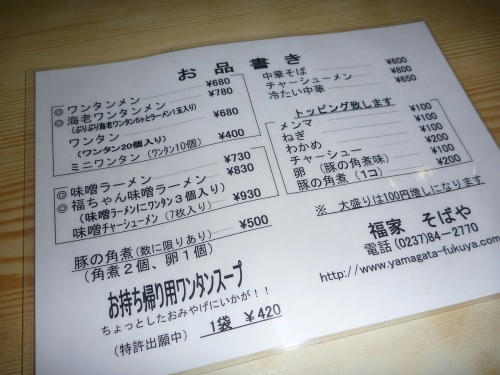 お品書き
◎ ワンタンメン ¥680
◎ 海老ワンタンメン ¥780
(ぷりぷり海老ワンタン5ヶとラーメン1玉入り)
ワンタン ¥680
(ワンタン20個入り)
ミニワンタン (ワンタン10個) ¥400
◎ 味噌ラーメン ¥730
◎ 福ちゃん味噌ラーメン ¥830
(味噌ラーメンにワンタン3個入り)
味噌チャーシューメン (7枚入り) ¥930
豚の角煮 (数に限りあり) ¥500
(角煮2個、卵1個)
お持ち帰り用ワンタンスープ
ちょっとしたおみやげにいかが!!
(特許出願中) 1袋 ¥420
中華そば ¥600
チャーシューメン ¥800
冷たい中華 ¥650
トッピング致します
メンマ ¥100
ねぎ ¥100
わかめ ¥100
チャーシュー ¥200
卵 (豚の角煮味) ¥100
豚の角煮 (1コ) ¥200
※ 大盛りは100円増しになります
福家 そばや
電話 (0237)84-2770
http://www.yamagata-fukuya.com